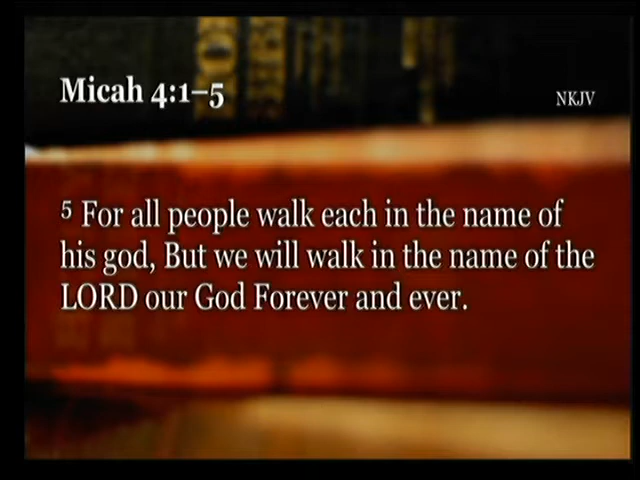 Micah 4:1–5
NKJV
5 For all people walk each in the name of
his god, But we will walk in the name of the
LORD our God Forever and ever.